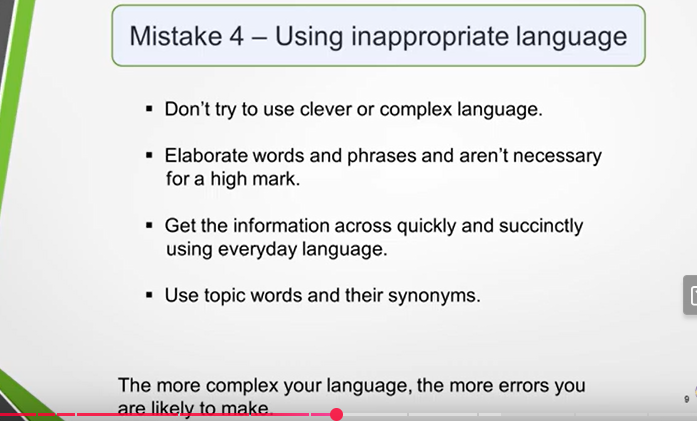 Mistake 4 – Using inappropriate language
▪ Don't try to use clever or complex language.
▪ Elaborate words and phrases and aren't necessary
for a high mark.
▪ Get the information across quickly and succinctly
using everyday language.
▪ Use topic words and their synonyms.
The more complex your language, the more errors you
are likely to make.
9